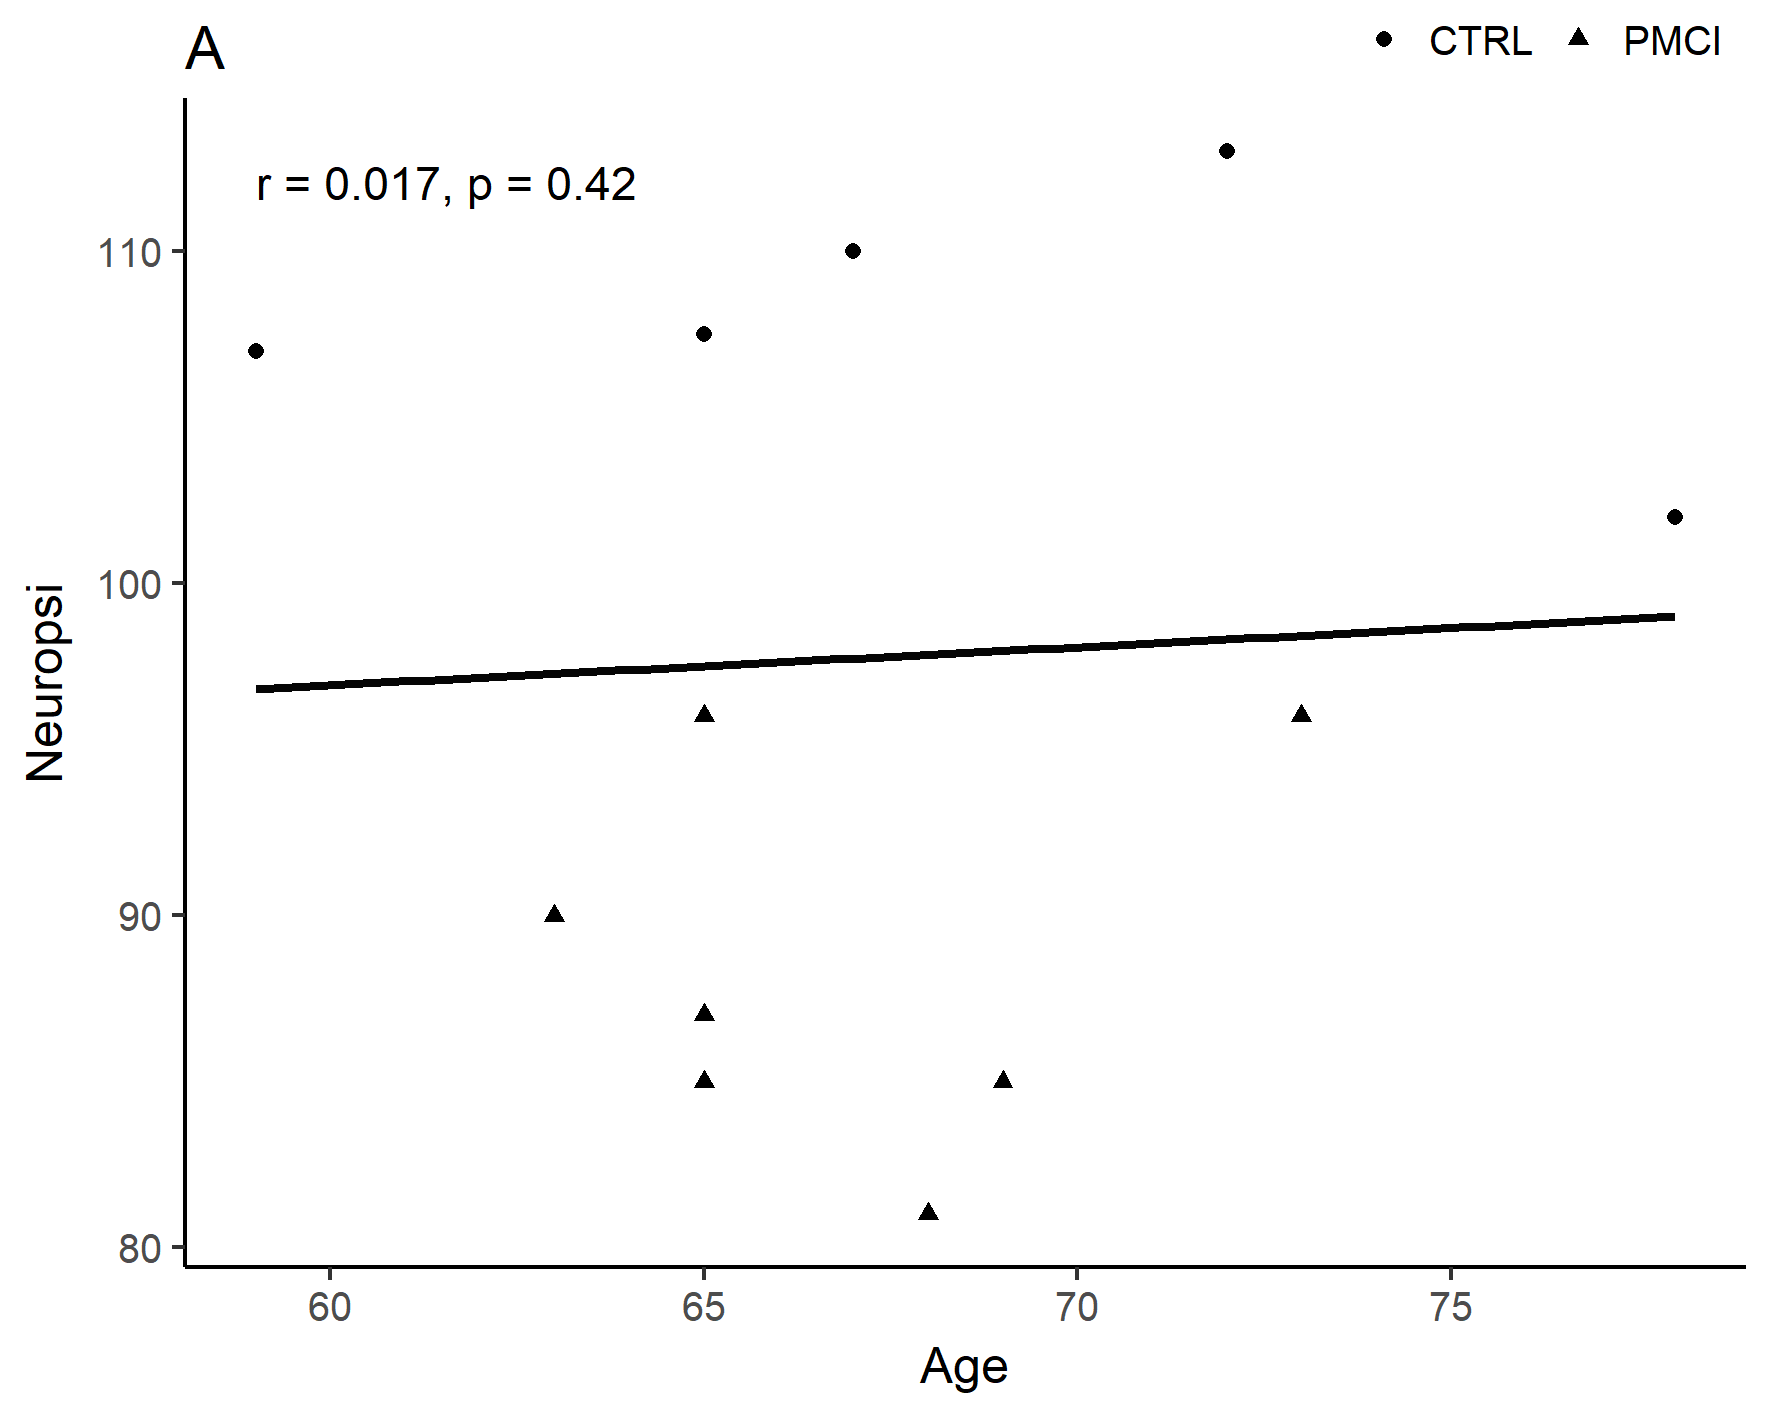 A
CTRL PMCI
r = 0.017, p = 0.42
110
100
90
80
Neuropsi
60 65 70 75
Age